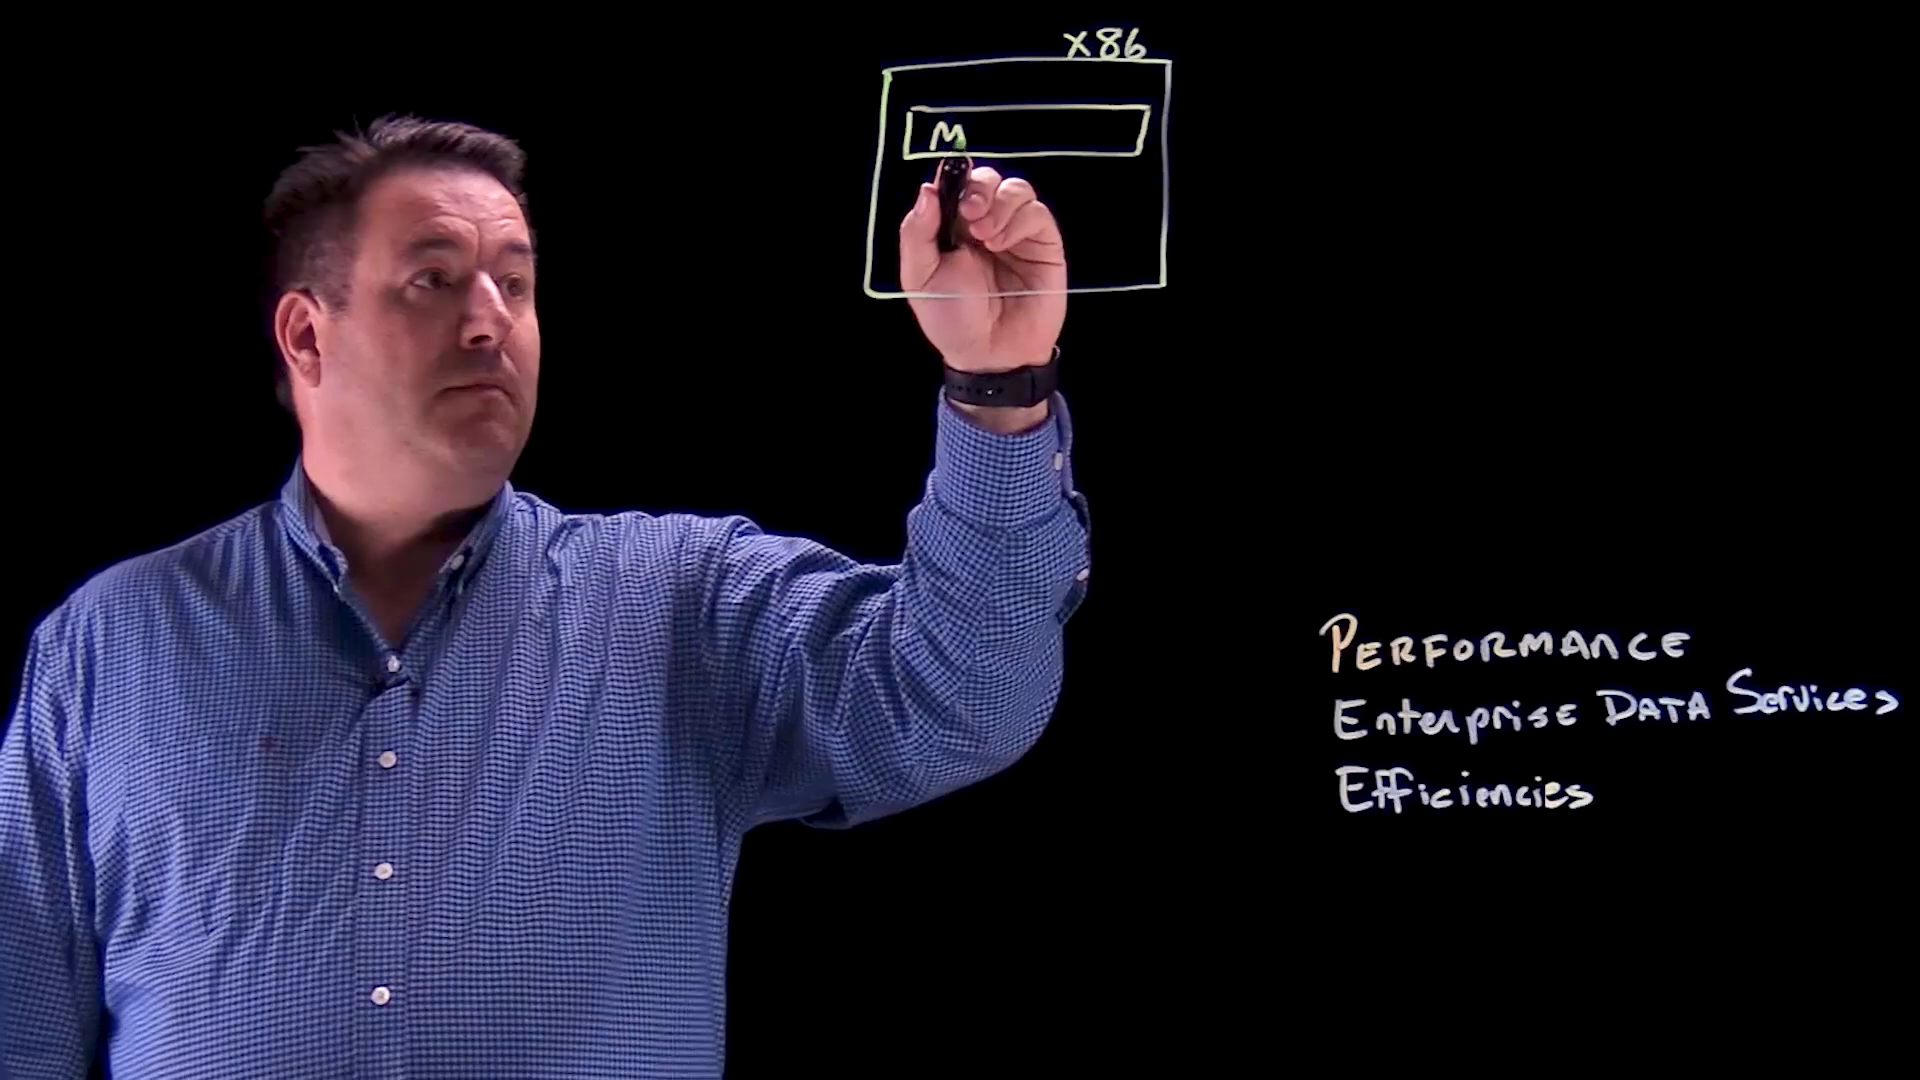 x86
M
PERFORMANCE
Enterprise DATA Services
Efficiencies